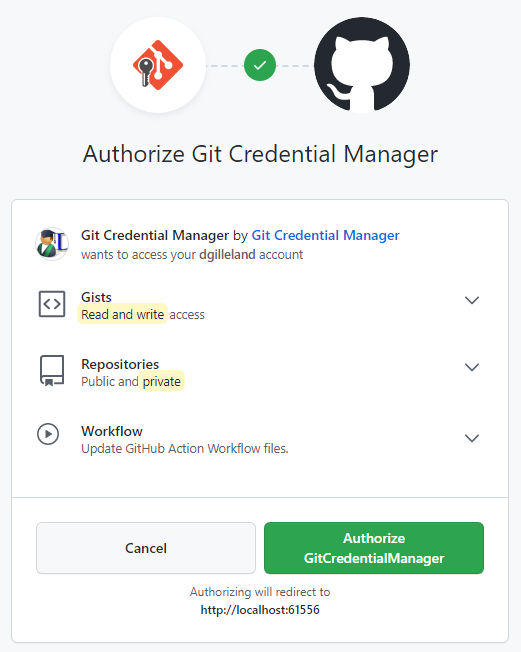 Authorize Git Credential Manager
Git Credential Manager by Git Credential Manager
wants to access your dgilleland account
Gists
Read and write access
Repositories
Public and private
Workflow
Update GitHub Action Workflow files.
Cancel
Authorize
GitCredentialManager
Authorizing will redirect to
http://localhost:61556